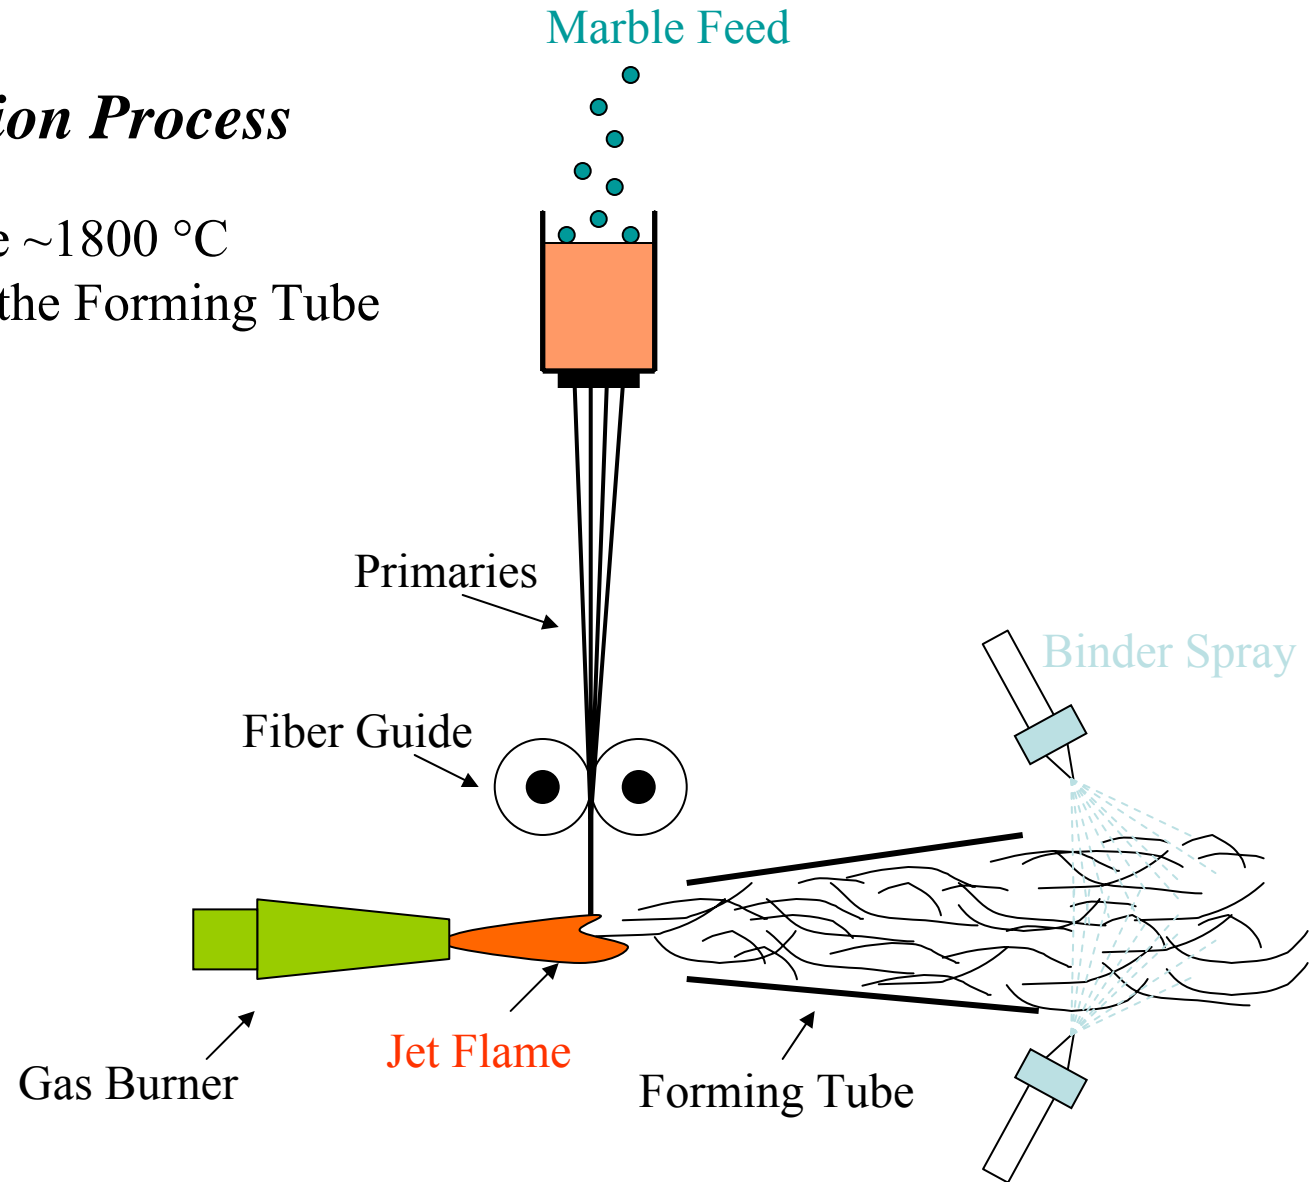 Marble Feed
ion Process
e ~1800 °C
the Forming Tube
Primaries
Binder Spray
Fiber Guide
Jet Flame
Gas Burner
Forming Tube